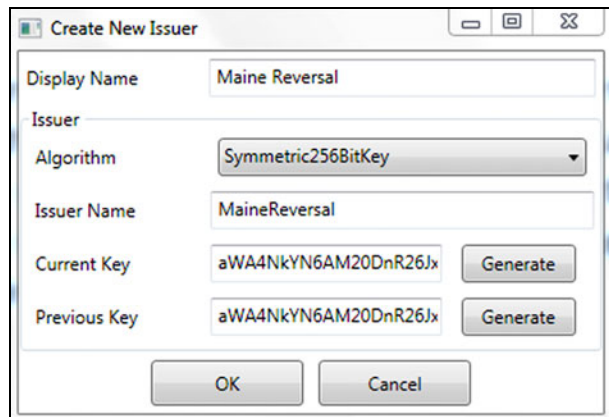 Create New Issuer
Display Name Maine Reversal
Issuer
Algorithm Symmetric256BitKey
Issuer Name MaineReversal
Current Key aWA4NkYN6AM20DnR26Jx Generate
Previous Key aWA4NkYN6AM20DnR26Jx Generate
OK Cancel